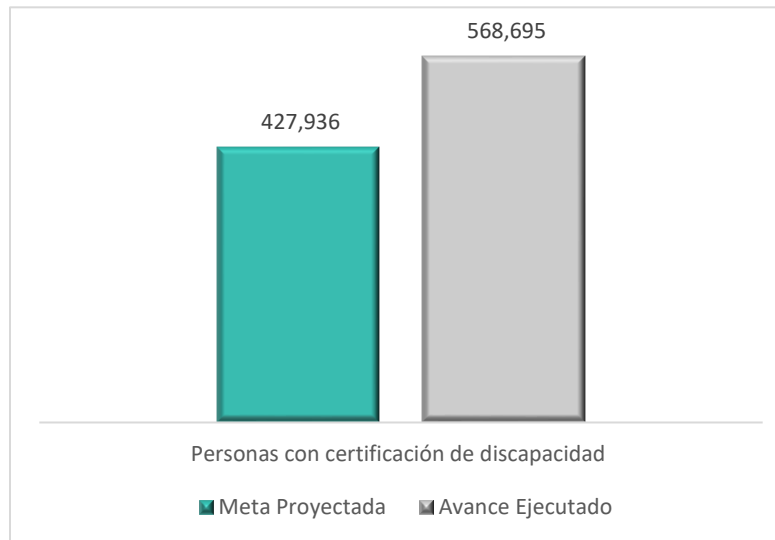 568,695
427,936
Personas con certificación de discapacidad
Meta Proyectada
Avance Ejecutado